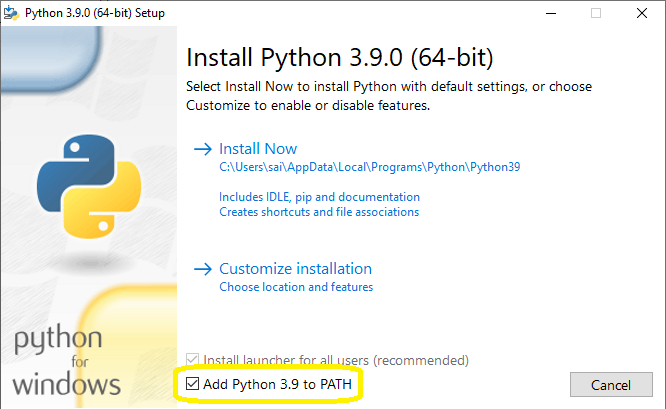 Python 3.9.0 (64-bit) Setup
Install Python 3.9.0 (64-bit)
Select Install Now to install Python with default settings, or choose
Customize to enable or disable features.
Install Now
C:\Users\sai\AppData\Local\Programs\Python\Python39
Includes IDLE, pip and documentation
Creates shortcuts and file associations
Customize installation
Choose location and features
python
for
windows
Install launcher for all users (recommended)
Add Python 3.9 to PATH
Cancel